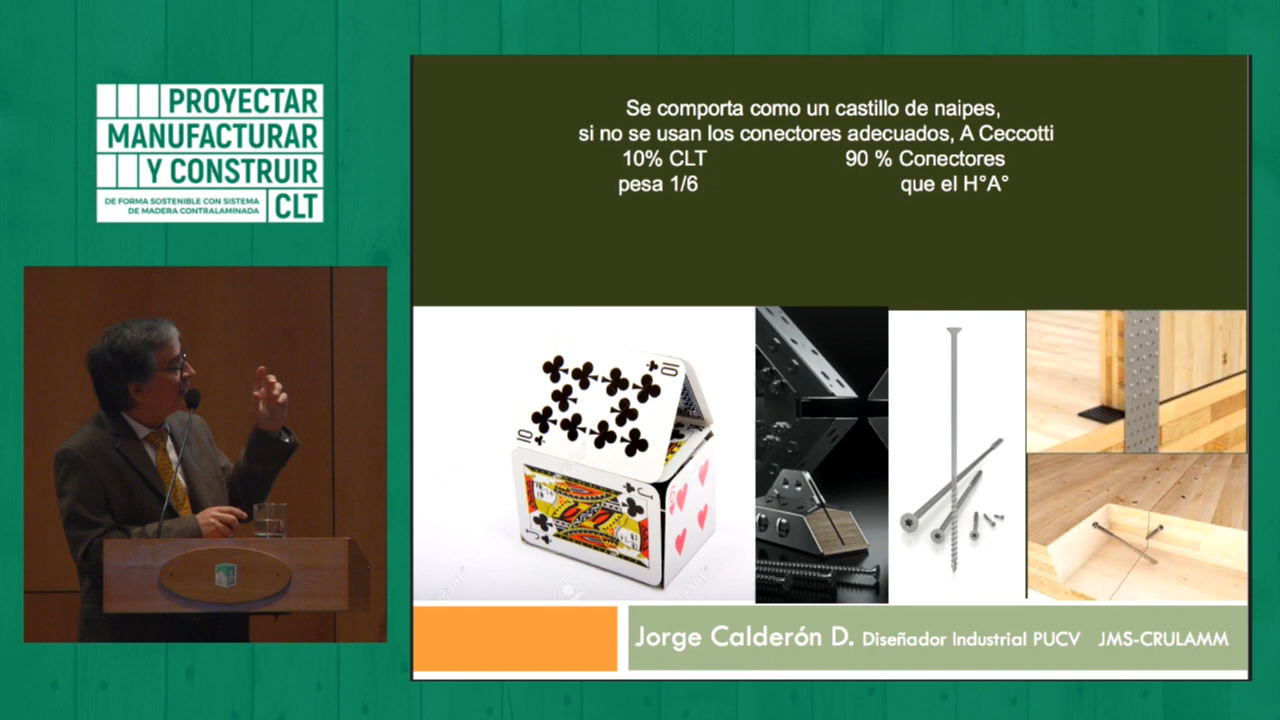 PROYECTAR
MANUFACTURAR
Y CONSTRUIR
DE FORMA SOSTENIBLE CON SISTEMA
DE MADERA CONTRALAMINADA
CLT
Se comporta como un castillo de naipes,
si no se usan los conectores adecuados, A Ceccotti
10% CLT 90 % Conectores
pesa 1/6 que el H°A°
10
10
J
J
Jorge Calderón D. Diseñador Industrial PUCV JMS-CRULAMM